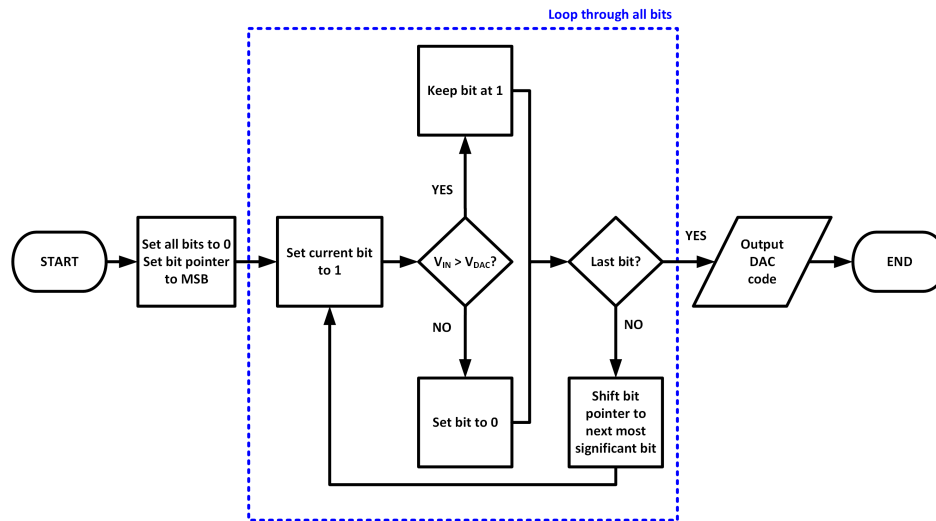 Loop through all bits
START
Set all bits to 0
Set bit pointer
to MSB
Set current bit
to 1
Keep bit at 1
YES
V_IN > V_DAC?
NO
Set bit to 0
Last bit?
YES
NO
Shift bit
pointer to
next most
significant bit
Output
DAC
code
END